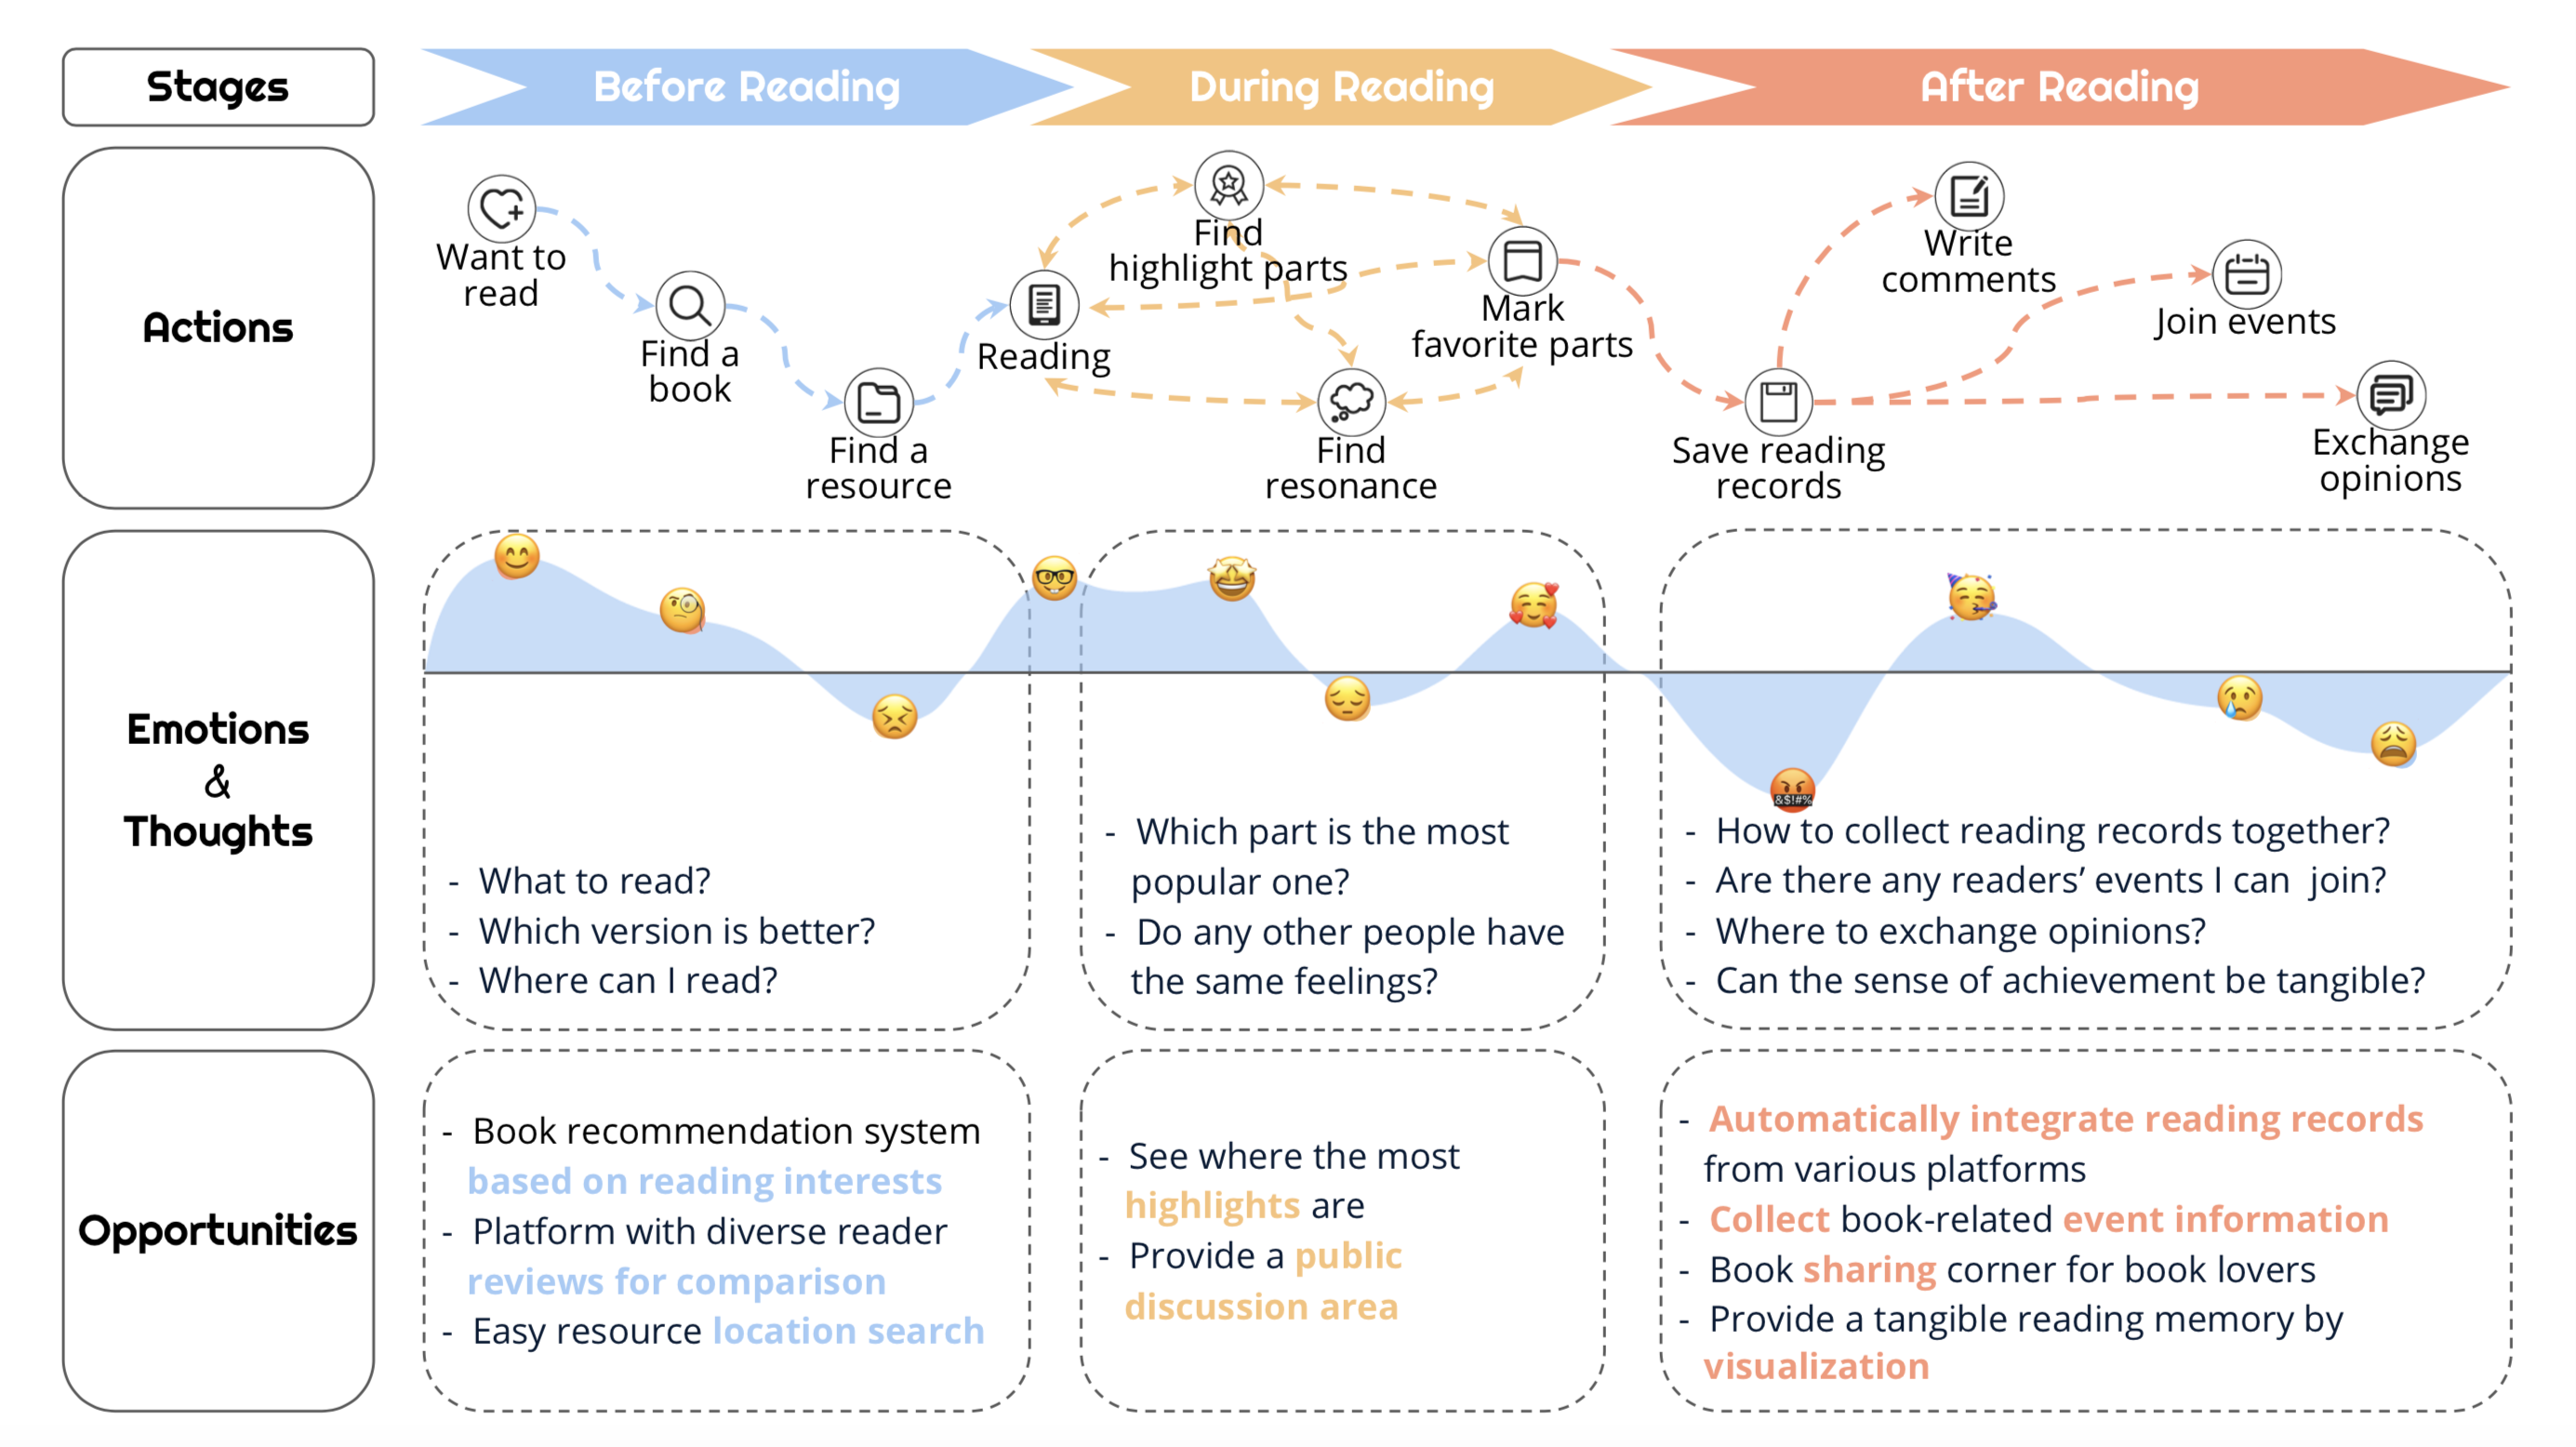 Stages
Before Reading
During Reading
After Reading
Actions
Want to
read
Find a
book
Find a
resource
Reading
Find
highlight parts
Mark
favorite parts
Find
resonance
Save reading
records
Write
comments
Join events
Exchange
opinions
Emotions
&
Thoughts
&$!#%
- What to read?
- Which version is better?
- Where can I read?
- Which part is the most
popular one?
- Do any other people have
the same feelings?
- How to collect reading records together?
- Are there any readers’ events I can join?
- Where to exchange opinions?
- Can the sense of achievement be tangible?
Opportunities
- Book recommendation system
based on reading interests
- Platform with diverse reader
reviews for comparison
- Easy resource location search
- See where the most
highlights are
- Provide a public
discussion area
- Automatically integrate reading records
from various platforms
- Collect book-related event information
- Book sharing corner for book lovers
- Provide a tangible reading memory by
visualization